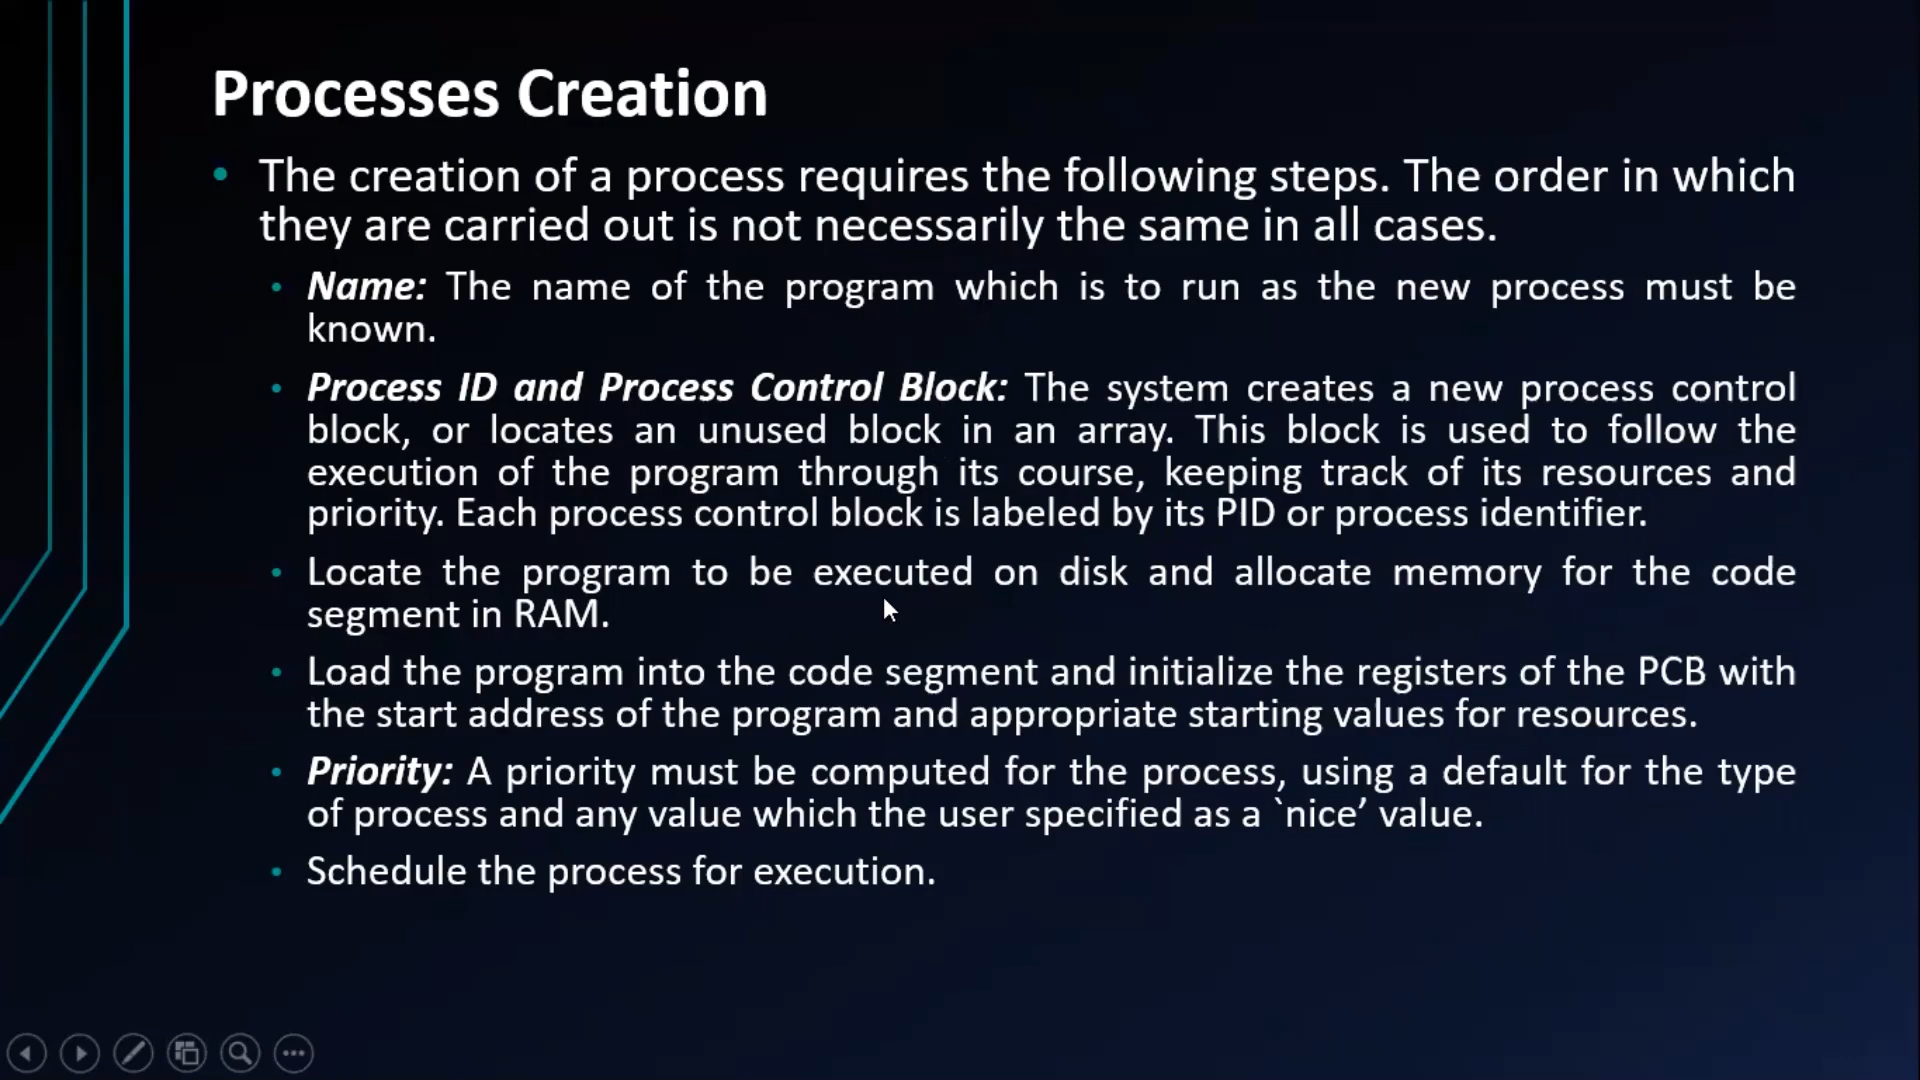 Processes Creation
• The creation of a process requires the following steps. The order in which
they are carried out is not necessarily the same in all cases.
• Name: The name of the program which is to run as the new process must be
known.
• Process ID and Process Control Block: The system creates a new process control
block, or locates an unused block in an array. This block is used to follow the
execution of the program through its course, keeping track of its resources and
priority. Each process control block is labeled by its PID or process identifier.
• Locate the program to be executed on disk and allocate memory for the code
segment in RAM.
• Load the program into the code segment and initialize the registers of the PCB with
the start address of the program and appropriate starting values for resources.
• Priority: A priority must be computed for the process, using a default for the type
of process and any value which the user specified as a `nice’ value.
• Schedule the process for execution.